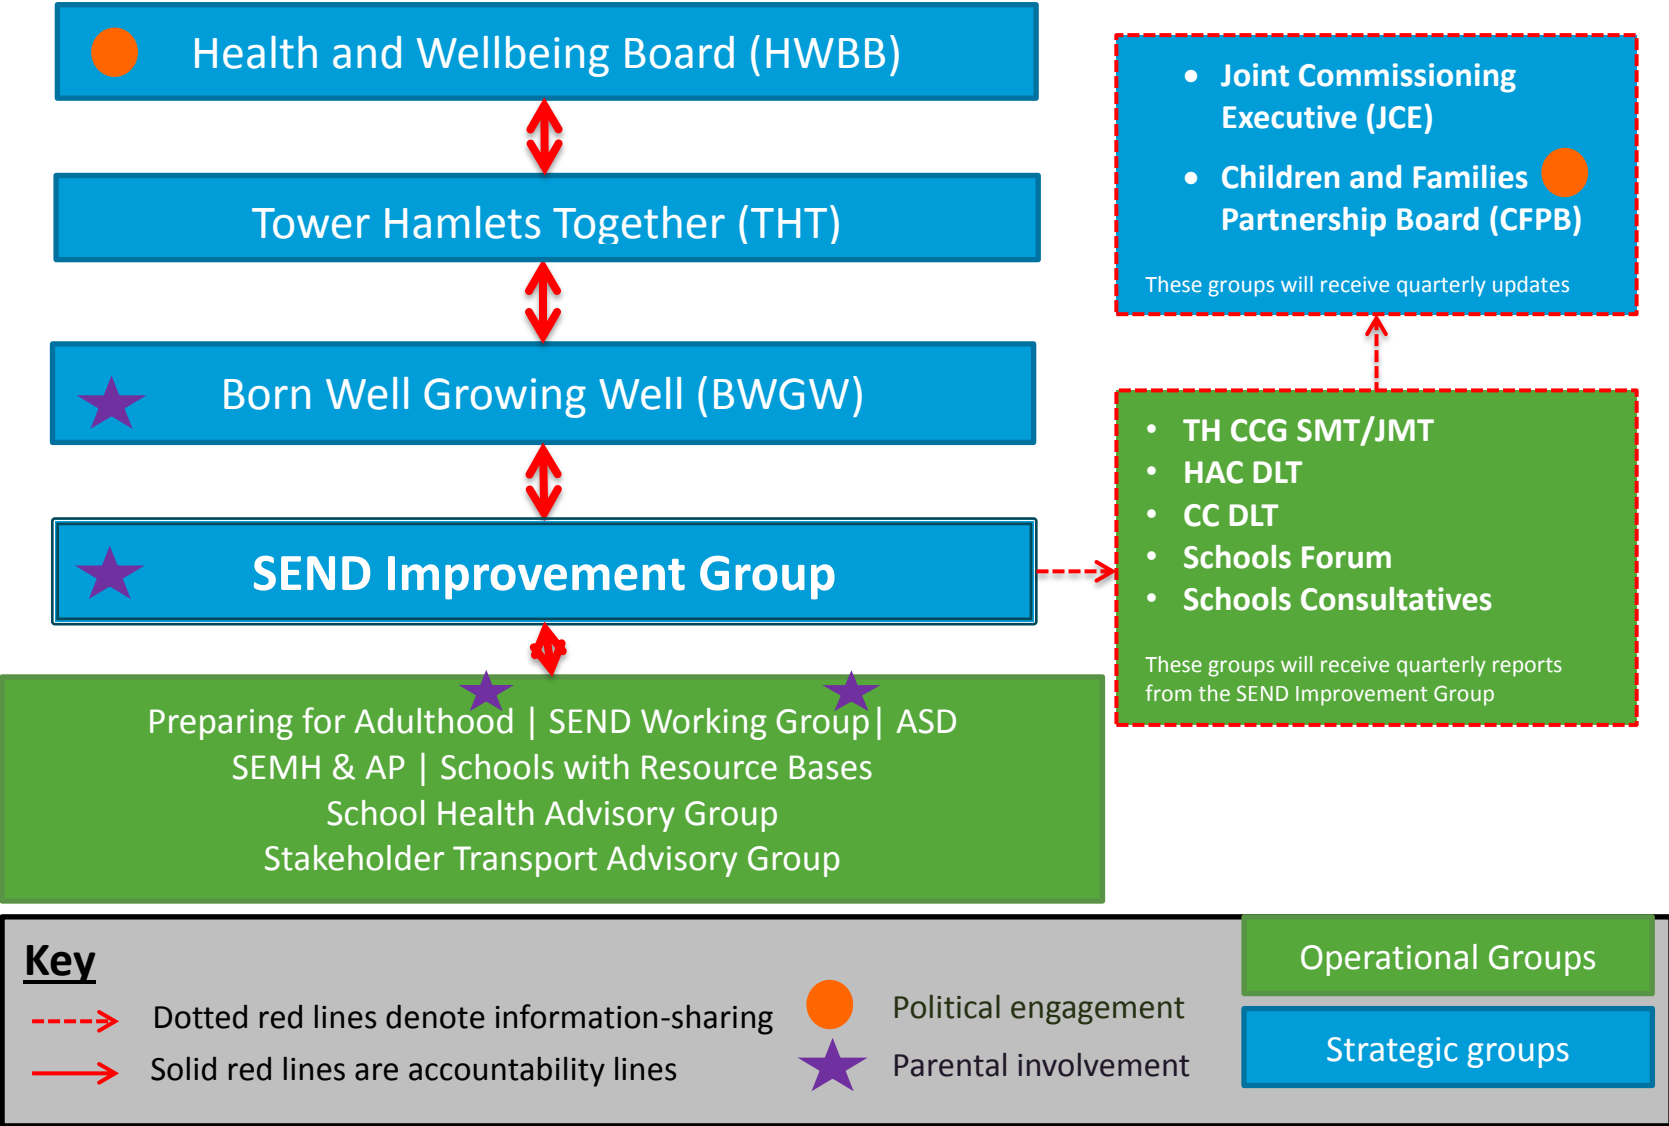 Health and Wellbeing Board (HWBB)
Tower Hamlets Together (THT)
Born Well Growing Well (BWGW)
SEND Improvement Group
Preparing for Adulthood | SEND Working Group| ASD
SEMH & AP | Schools with Resource Bases
School Health Advisory Group
Stakeholder Transport Advisory Group
• Joint Commissioning
Executive (JCE)
• Children and Families
Partnership Board (CFPB)
These groups will receive quarterly updates
• TH CCG SMT/JMT
• HAC DLT
• CC DLT
• Schools Forum
• Schools Consultatives
These groups will receive quarterly reports
from the SEND Improvement Group
Key
Dotted red lines denote information-sharing
Solid red lines are accountability lines
Political engagement
Parental involvement
Operational Groups
Strategic groups